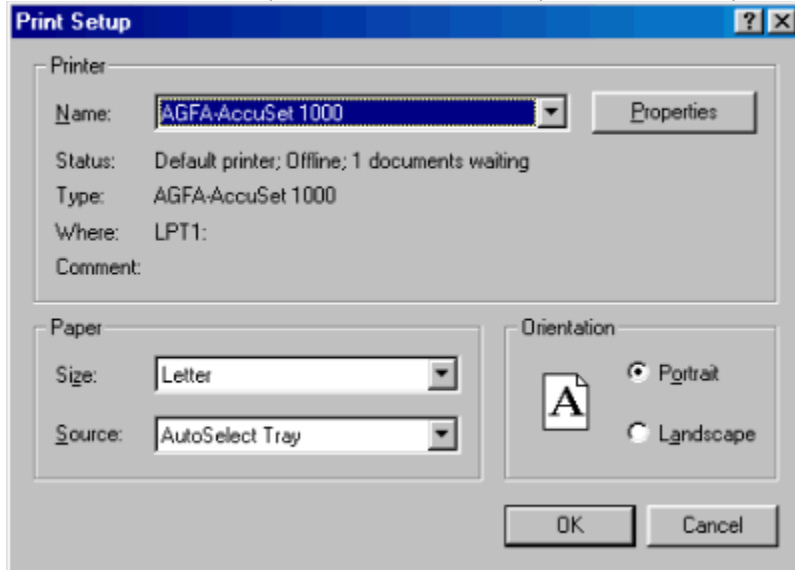 Print Setup
Printer
Name: AGFA-AccuSet 1000 Properties
Status: Default printer; Offline; 1 documents waiting
Type: AGFA-AccuSet 1000
Where: LPT1:
Comment:
Paper
Size: Letter
Source: AutoSelect Tray
Orientation
A
Portrait
Landscape
OK Cancel